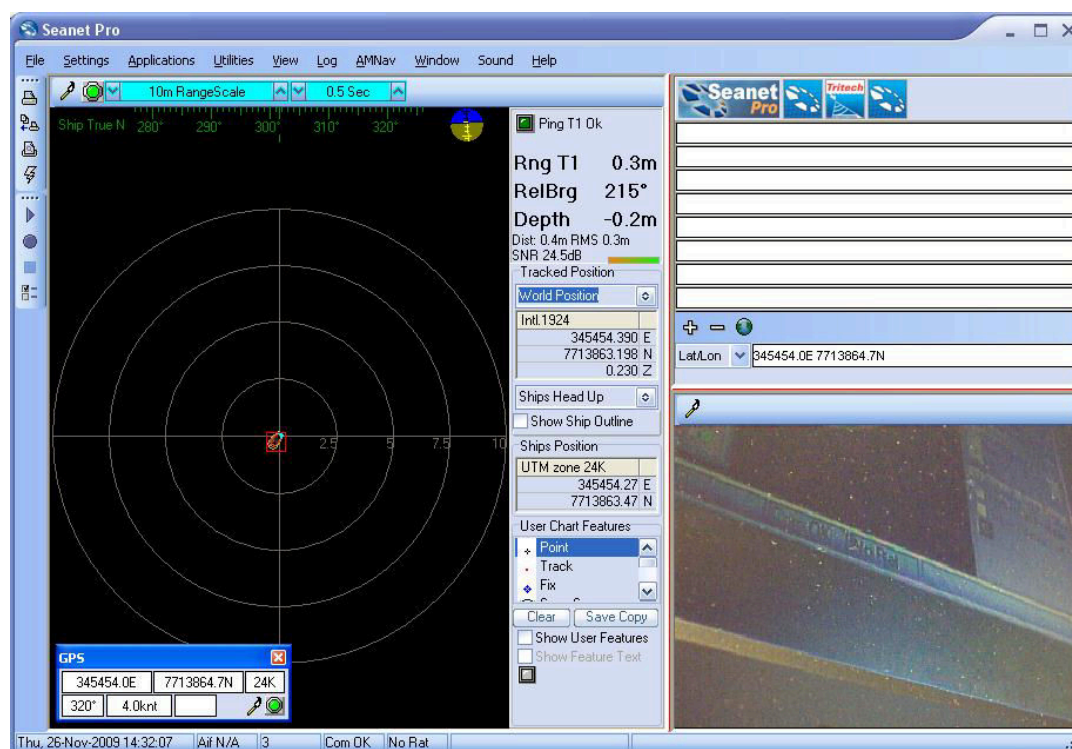 Seanet Pro
File Settings Applications Utilities View Log AMNav Window Sound Help
10m RangeScale 0.5 Sec
Ship True N 280° 290° 300° 310° 320°
Ping T1 Ok
Rng T1 0.3m
RelBrg 215°
Depth -0.2m
Dist: 0.4m RMS 0.3m
SNR 24.5dB
Tracked Position
World Position
Intl.1924
345454.390 E
7713863.198 N
0.230 Z
Ships Head Up
Show Ship Outline
2.5 5 7.5 10
Ships Position
UTM zone 24K
345454.27 E
7713863.47 N
User Chart Features
Point
Track
Fix
Clear Save Copy
Show User Features
Show Feature Text
GPS
345454.0E 7713864.7N 24K
320° 4.0knt
Seanet Pro Tritech
Lat/Lon 345454.0E 7713864.7N
Thu, 26-Nov-2009 14:32:07 Aif N/A 3 Com OK No Rat